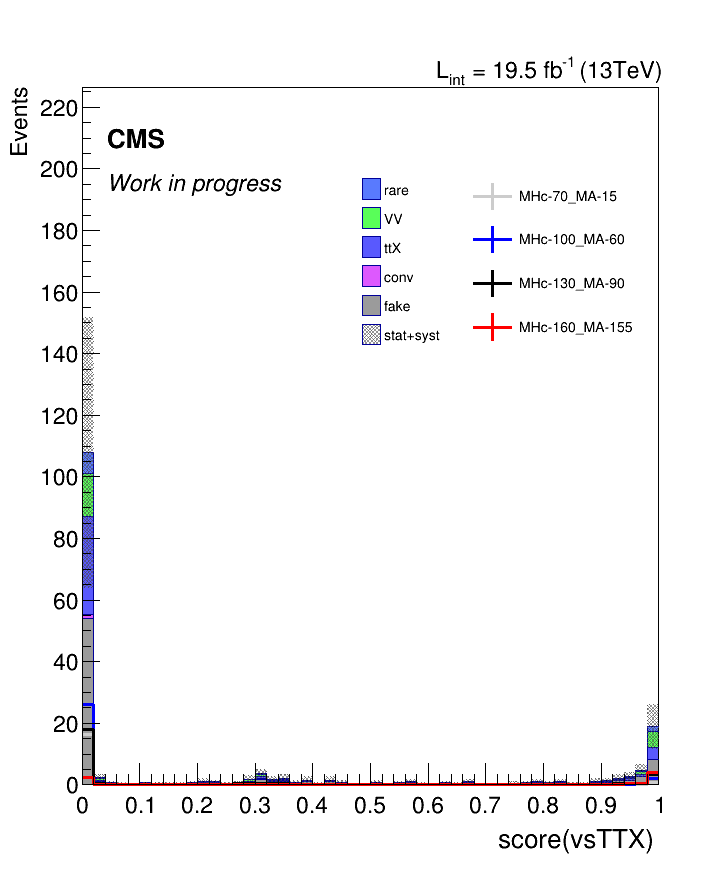 L_int = 19.5 fb^-1 (13TeV)
Events
CMS
Work in progress
rare
VV
ttX
conv
fake
stat+syst
MHc-70_MA-15
MHc-100_MA-60
MHc-130_MA-90
MHc-160_MA-155
220
200
180
160
140
120
100
80
60
40
20
0
0 0.1 0.2 0.3 0.4 0.5 0.6 0.7 0.8 0.9 1
score(vsTTX)